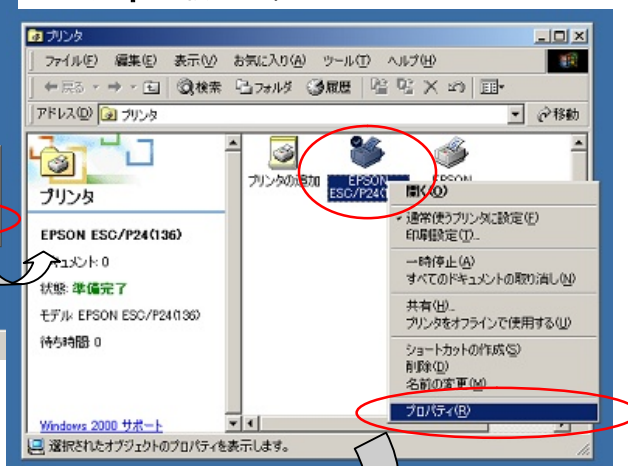 プリンタ
ファイル(F) 編集(E) 表示(V) お気に入り(A) ツール(T) ヘルプ(H)
戻る 検索 フォルダ 履歴
アドレス(D) プリンタ 移動
プリンタ
プリンタの追加
EPSON
ESC/P24(1
EPSON
EPSON ESC/P24(136)
ドキュメント: 0
状態: 準備完了
モデル: EPSON ESC/P24(136)
待ち時間: 0
Windows 2000 サポート
開く(O)
通常使うプリンタに設定(F)
印刷設定(T)...
一時停止(A)
すべてのドキュメントの取り消し(N)
共有(H)...
プリンタをオフラインで使用する(U)
ショートカットの作成(S)
削除(D)
名前の変更(M)
プロパティ(R)
選択されたオブジェクトのプロパティを表示します。